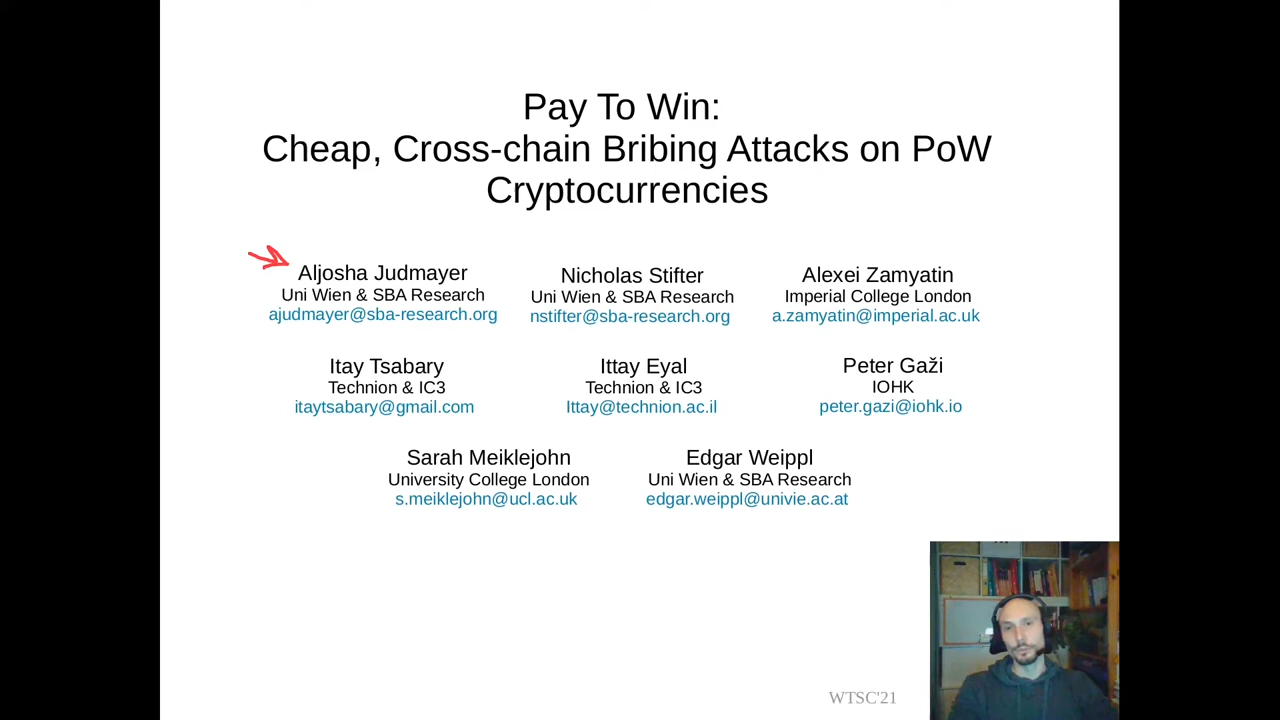 Pay To Win:
Cheap, Cross-chain Bribing Attacks on PoW
Cryptocurrencies
Aljosha Judmayer
Uni Wien & SBA Research
ajudmayer@sba-research.org
Nicholas Stifter
Uni Wien & SBA Research
nstifter@sba-research.org
Alexei Zamyatin
Imperial College London
a.zamyatin@imperial.ac.uk
Itay Tsabary
Technion & IC3
itaytsabary@gmail.com
Ittay Eyal
Technion & IC3
Ittay@technion.ac.il
Peter Gaži
IOHK
peter.gazi@iohk.io
Sarah Meiklejohn
University College London
s.meiklejohn@ucl.ac.uk
Edgar Weippl
Uni Wien & SBA Research
edgar.weippl@univie.ac.at
WTSC'21